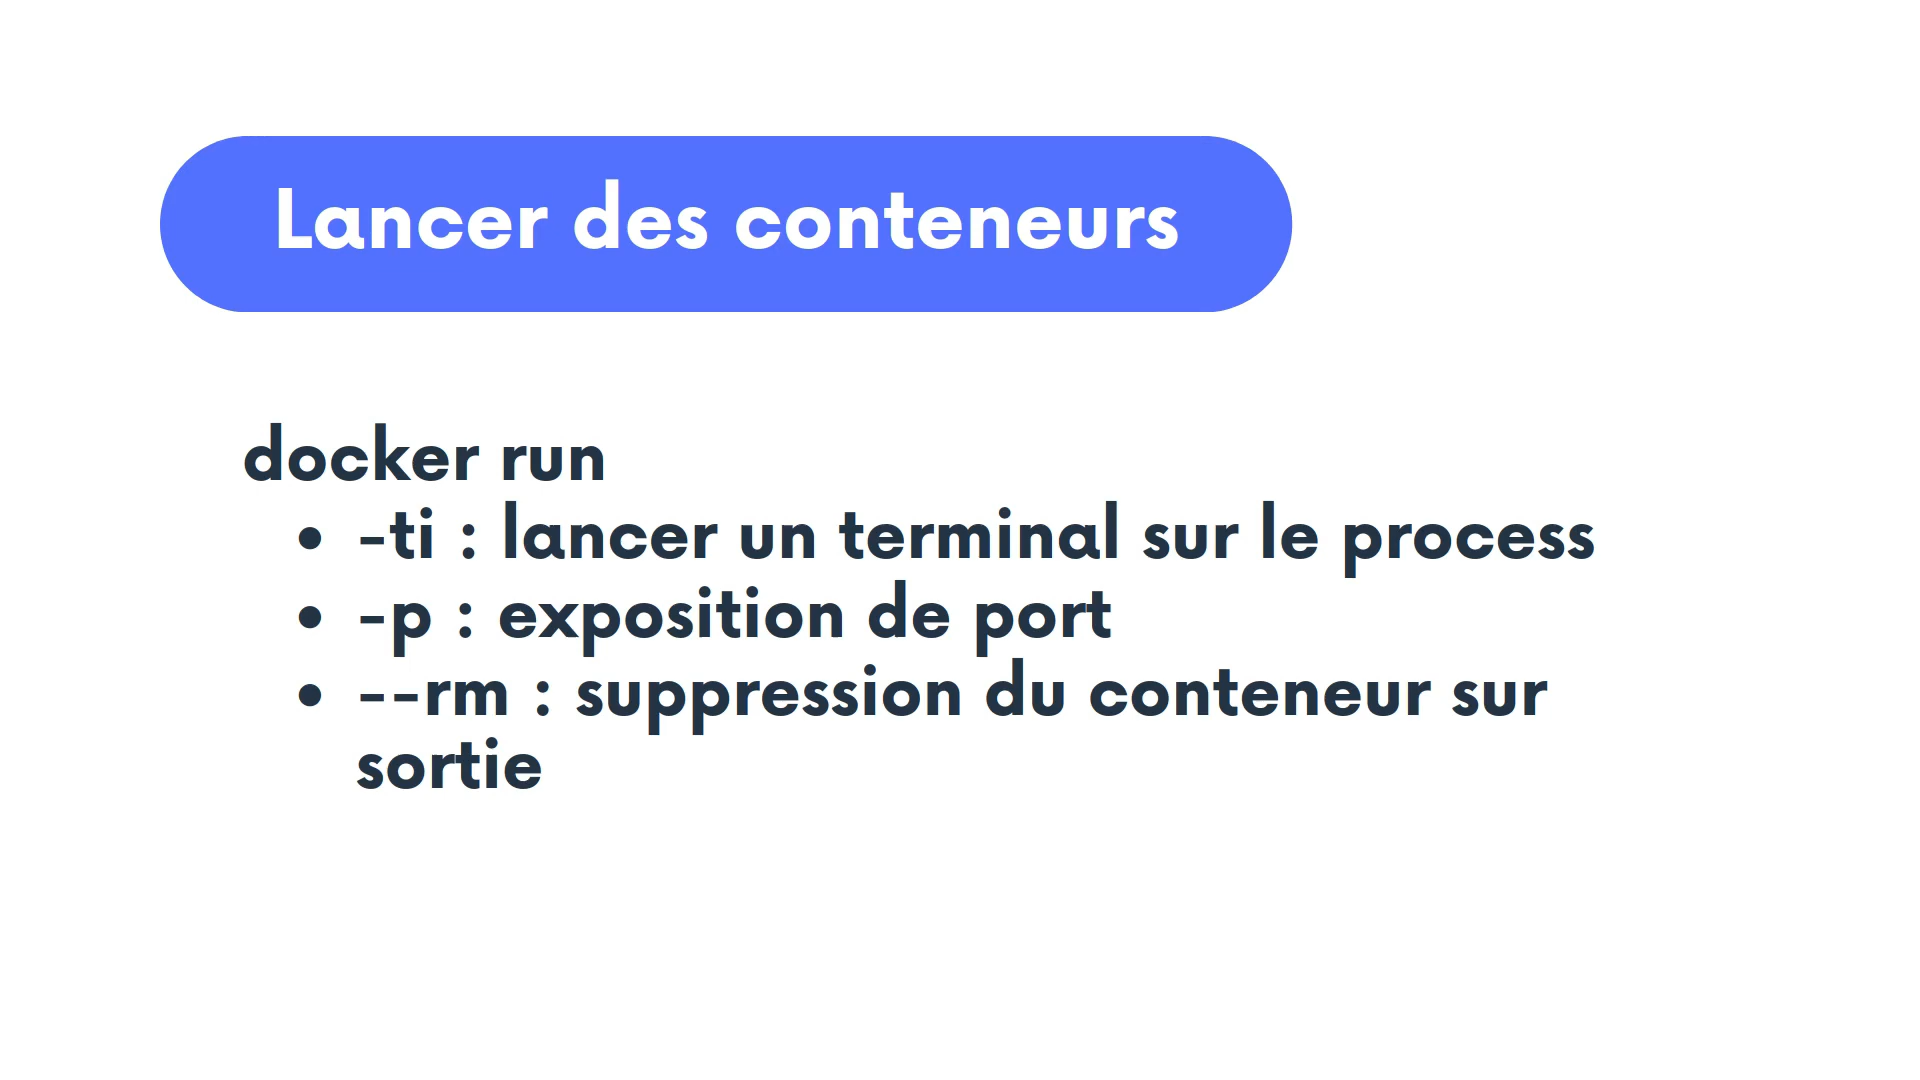 Lancer des conteneurs
docker run
• -ti : lancer un terminal sur le process
• -p : exposition de port
• --rm : suppression du conteneur sur
sortie